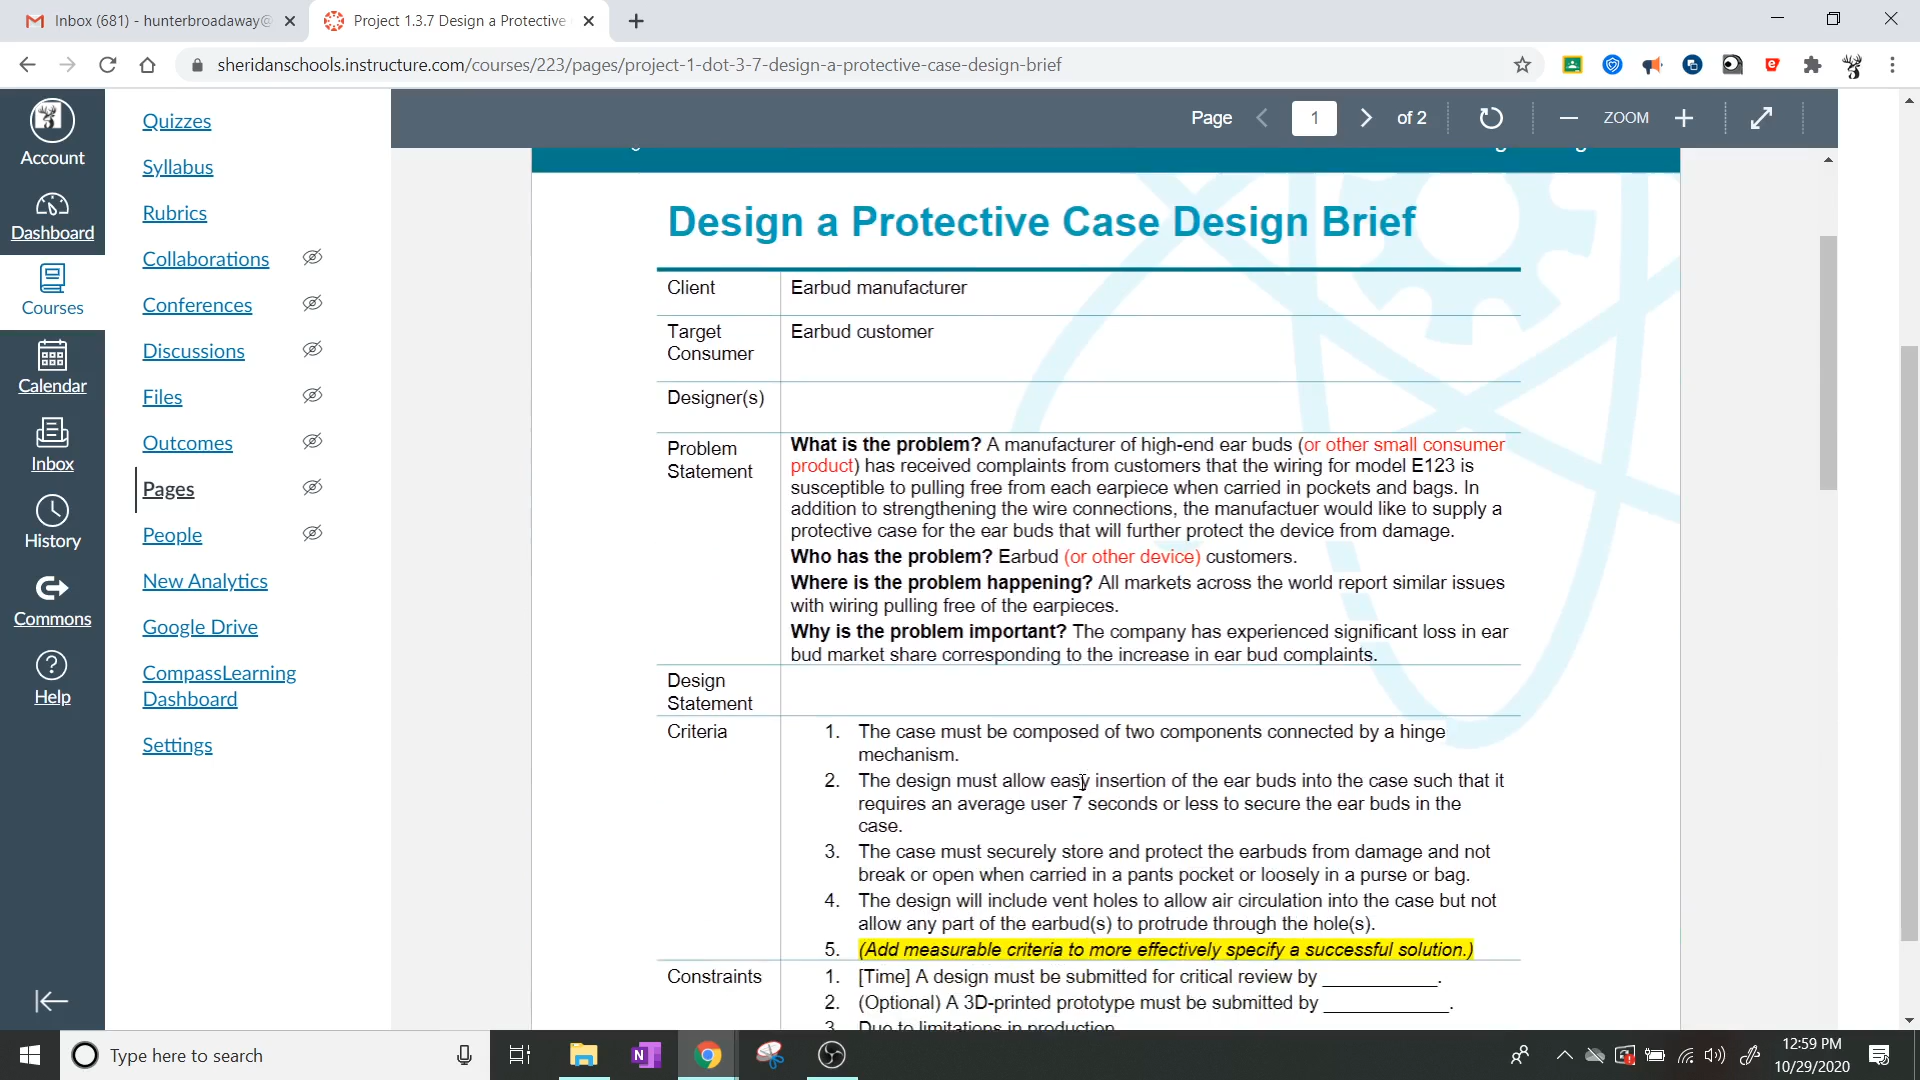 Inbox (681) - hunterbroadaway@
Project 1.3.7 Design a Protective
sheridanschools.instructure.com/courses/223/pages/project-1-dot-3-7-design-a-protective-case-design-brief
Account
Dashboard
Courses
Calendar
Inbox
History
Commons
Help
Quizzes
Syllabus
Rubrics
Collaborations
Conferences
Discussions
Files
Outcomes
Pages
People
New Analytics
Google Drive
CompassLearning
Dashboard
Settings
Page 1 of 2 ZOOM
Design a Protective Case Design Brief
Client Earbud manufacturer
Target Earbud customer
Consumer
Designer(s)
Problem
Statement
What is the problem? A manufacturer of high-end ear buds (or other small consumer
product) has received complaints from customers that the wiring for model E123 is
susceptible to pulling free from each earpiece when carried in pockets and bags. In
addition to strengthening the wire connections, the manufactuer would like to supply a
protective case for the ear buds that will further protect the device from damage.
Who has the problem? Earbud (or other device) customers.
Where is the problem happening? All markets across the world report similar issues
with wiring pulling free of the earpieces.
Why is the problem important? The company has experienced significant loss in ear
bud market share corresponding to the increase in ear bud complaints.
Design
Statement
Criteria
1. The case must be composed of two components connected by a hinge
mechanism.
2. The design must allow easy insertion of the ear buds into the case such that it
requires an average user 7 seconds or less to secure the ear buds in the
case.
3. The case must securely store and protect the earbuds from damage and not
break or open when carried in a pants pocket or loosely in a purse or bag.
4. The design will include vent holes to allow air circulation into the case but not
allow any part of the earbud(s) to protrude through the hole(s).
5. (Add measurable criteria to more effectively specify a successful solution.)
Constraints
1. [Time] A design must be submitted for critical review by ___________.
2. (Optional) A 3D-printed prototype must be submitted by ____________.
3. Due to limitations in production
Type here to search
12:59 PM
10/29/2020